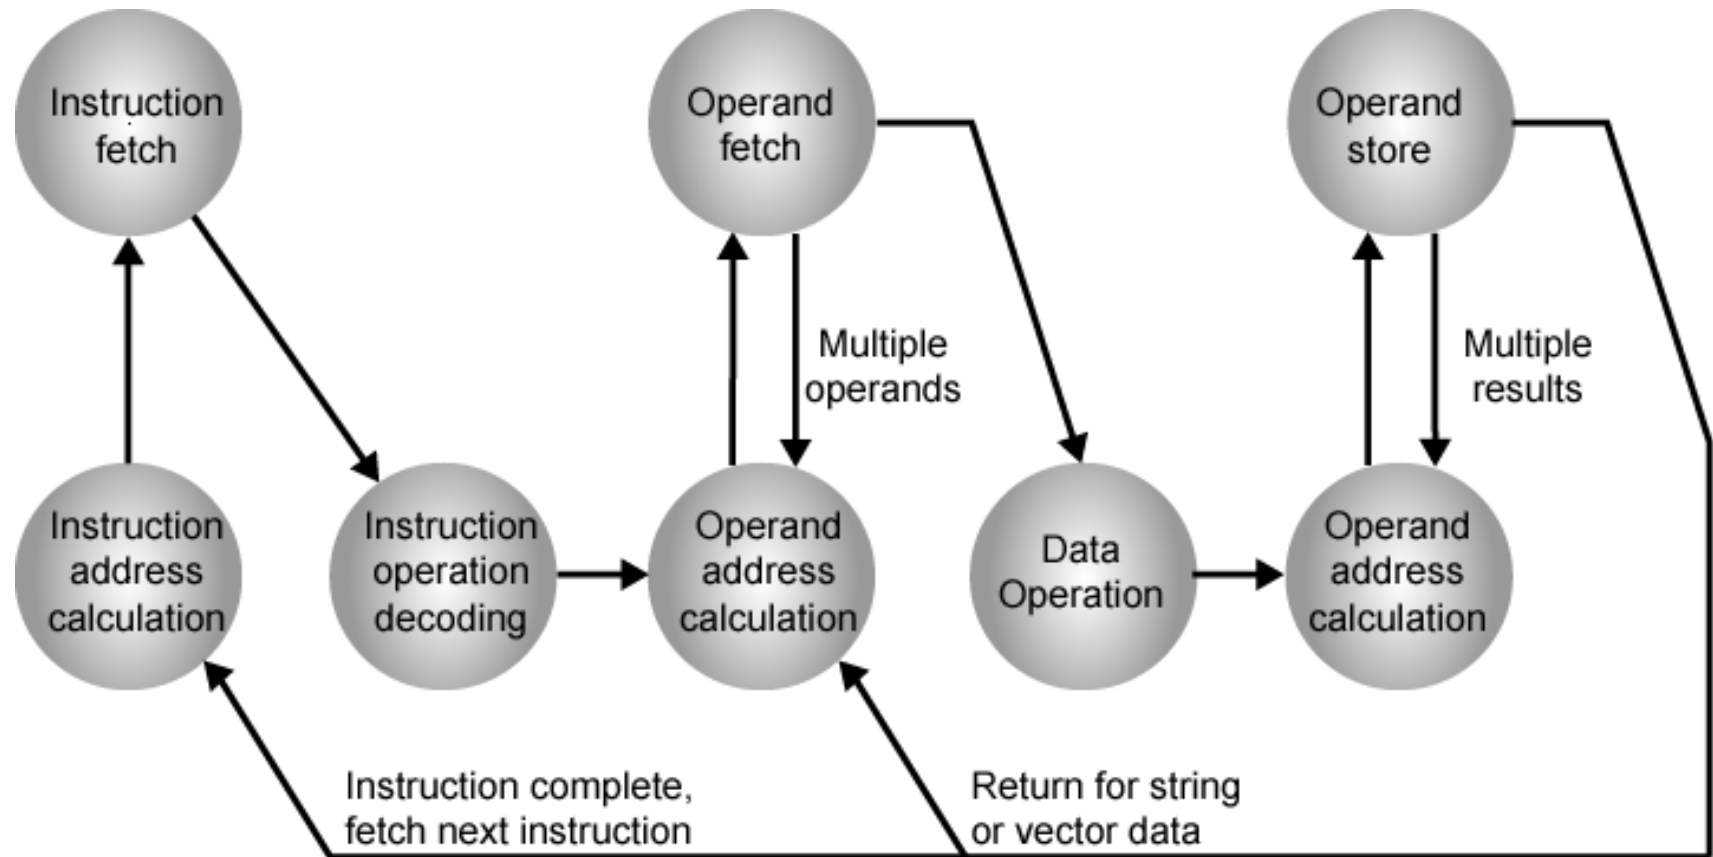 Instruction
fetch
Operand
fetch
Operand
store
Multiple
operands
Multiple
results
Instruction
address
calculation
Instruction
operation
decoding
Operand
address
calculation
Data
Operation
Operand
address
calculation
Instruction complete,
fetch next instruction
Return for string
or vector data